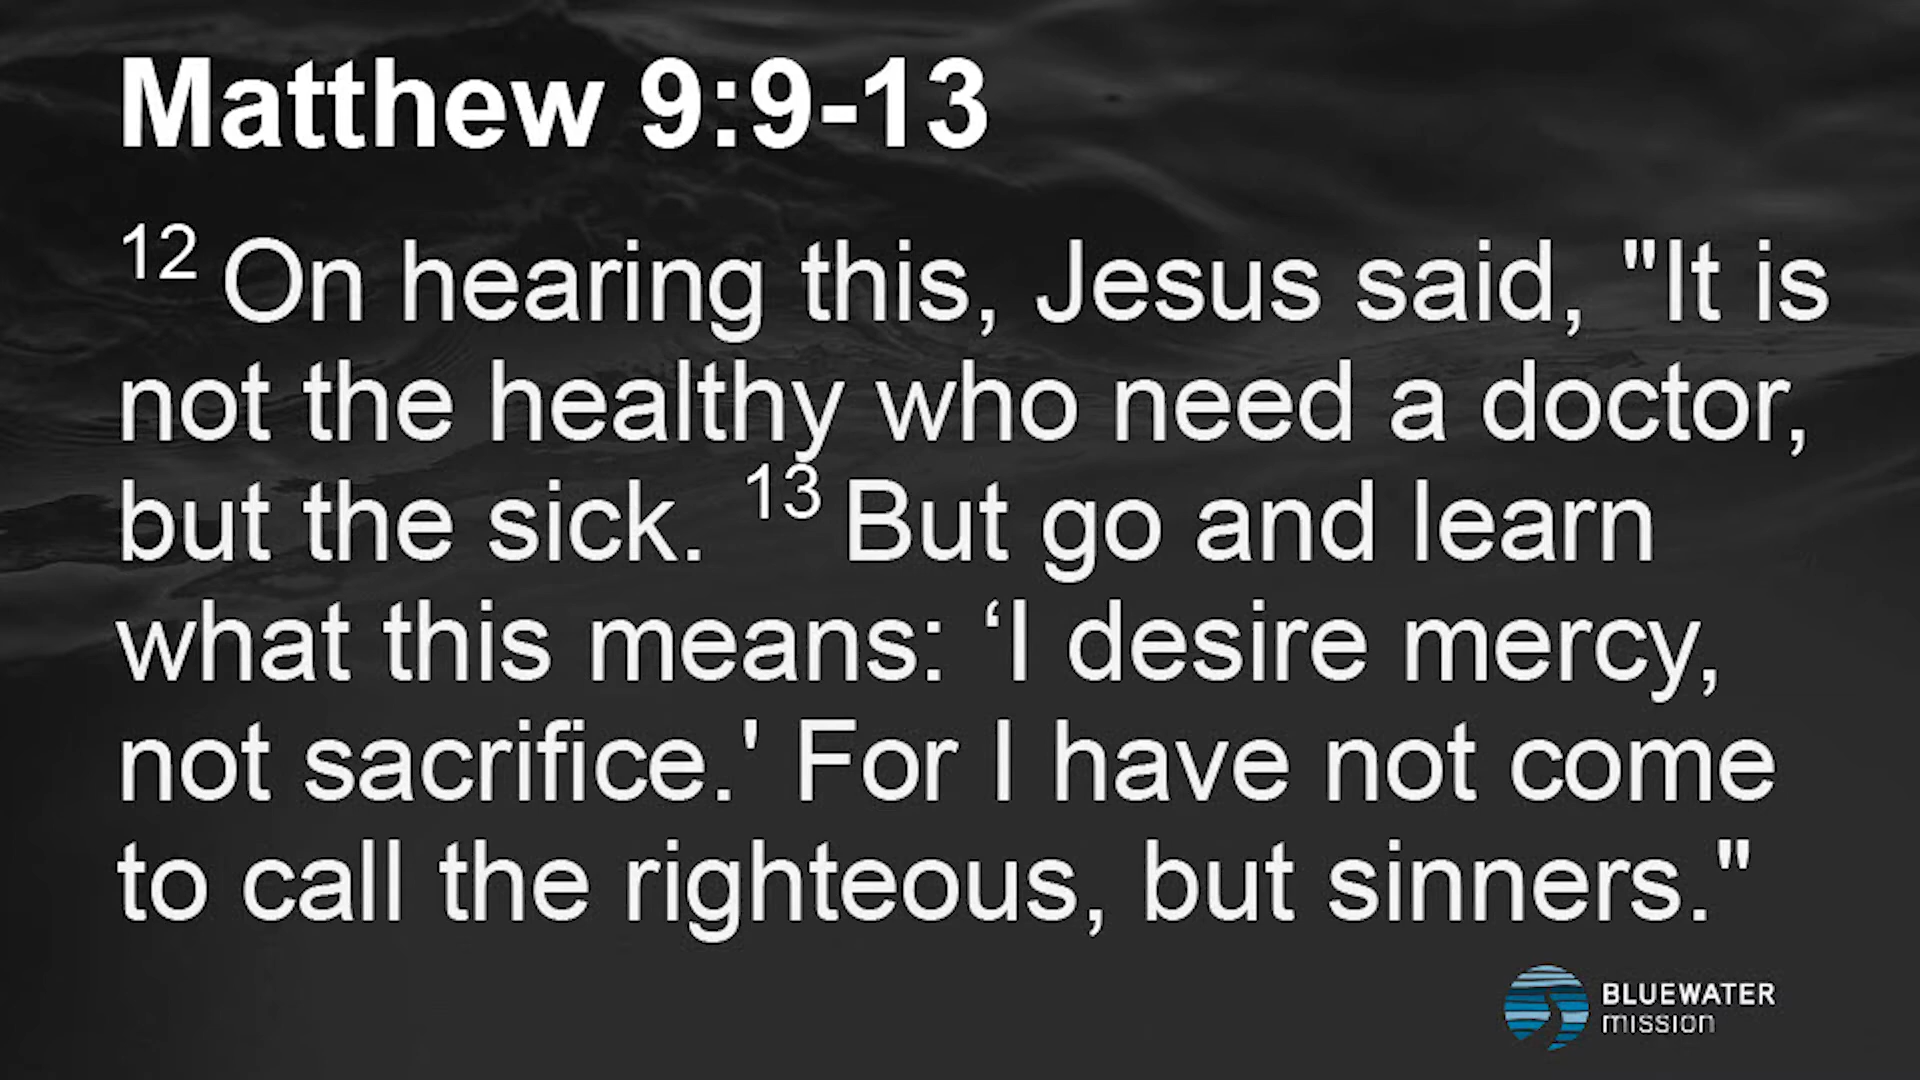 Matthew 9:9-13
12 On hearing this, Jesus said, "It is
not the healthy who need a doctor,
but the sick. 13 But go and learn
what this means: ‘I desire mercy,
not sacrifice.' For I have not come
to call the righteous, but sinners."
BLUEWATER
mission